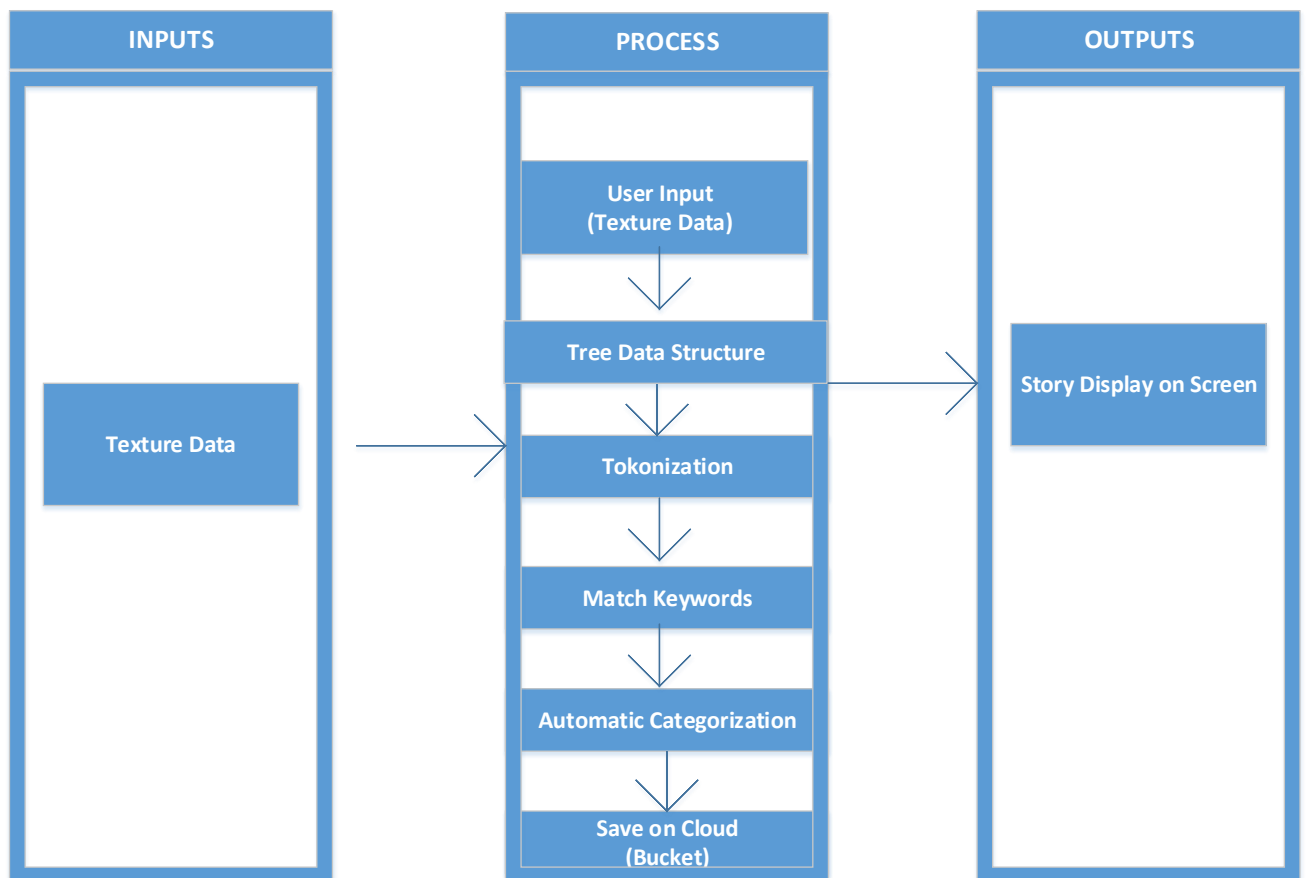 INPUTS
Texture Data
PROCESS
User Input
(Texture Data)
Tree Data Structure
Tokonization
Match Keywords
Automatic Categorization
Save on Cloud
(Bucket)
OUTPUTS
Story Display on Screen